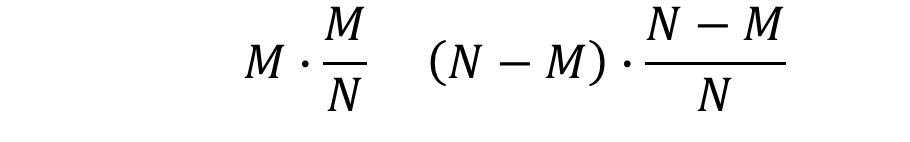 M · M/N (N − M) · (N − M)/N